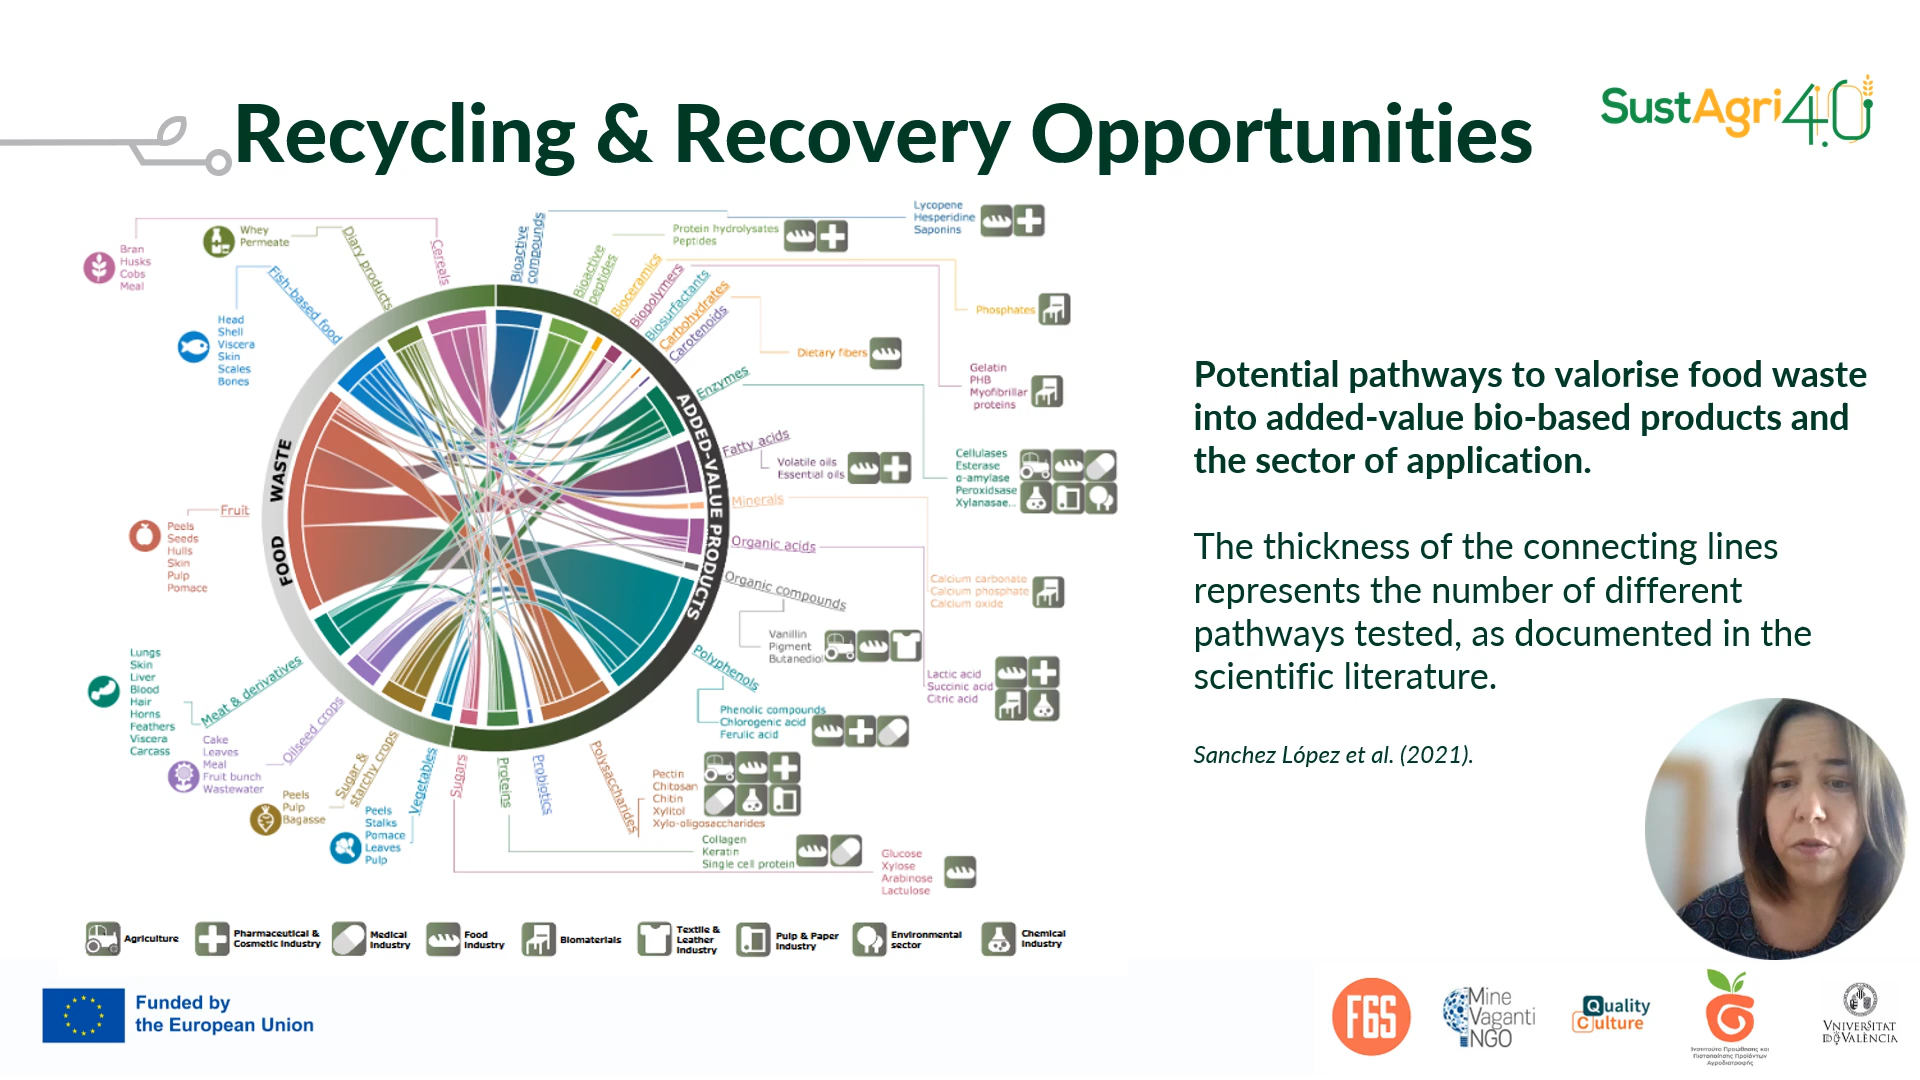 Recycling & Recovery Opportunities
SustAgri4.0
Bran
Husks
Cobs
Meal
Whey
Permeate
Diary products
Cereals
Fish-based food
Head
Shell
Viscera
Skin
Scales
Bones
Fruit
Peels
Seeds
Hulls
Skin
Pulp
Pomace
Lungs
Skin
Liver
Blood
Hair
Horns
Feathers
Viscera
Carcass
Meat & derivatives
Cake
Leaves
Meal
Fruit bunch
Wastewater
Oilseed crops
Peels
Pulp
Bagasse
Sugar &
starchy crops
Peels
Stalks
Pomace
Leaves
Pulp
Vegetables
FOOD WASTE
ADDED-VALUE PRODUCTS
Bioactive
compounds
Lycopene
Hesperidine
Saponins
Bioactive
peptides
Protein hydrolysates
Peptides
Bioceramics
Phosphates
Biopolymers
Gelatin
PHB
Myofibrillar
proteins
Biosurfactants
Carbohydrates
Dietary fibers
Carotenoids
Enzymes
Cellulases
Esterase
α-amylase
Peroxidsase
Xylanasae...
Fatty acids
Volatile oils
Essential oils
Minerals
Calcium carbonate
Calcium phosphate
Calcium oxide
Organic acids
Lactic acid
Succinic acid
Citric acid
Organic compounds
Vanillin
Pigment
Butanediol
Polyphenols
Phenolic compounds
Chlorogenic acid
Ferulic acid
Polysaccharides
Pectin
Chitosan
Chitin
Xylitol
Xylo-oligosaccharides
Probiotics
Proteins
Collagen
Keratin
Single cell protein
Sugars
Glucose
Xylose
Arabinose
Lactulose
Agriculture
Pharmaceutical &
Cosmetic Industry
Medical
Industry
Food
Industry
Biomaterials
Textile &
Leather
Industry
Pulp & Paper
Industry
Environmental
sector
Chemical
Industry
Potential pathways to valorise food waste
into added-value bio-based products and
the sector of application.
The thickness of the connecting lines
represents the number of different
pathways tested, as documented in the
scientific literature.
Sanchez López et al. (2021).
Funded by
the European Union
F6S
Mine
Vaganti
NGO
Quality
Culture
Ινστιτούτο Προώθησης και
Πιστοποίησης Προϊόντων
Αγροδιατροφής
VNIVERSITAT
DE VALÈNCIA